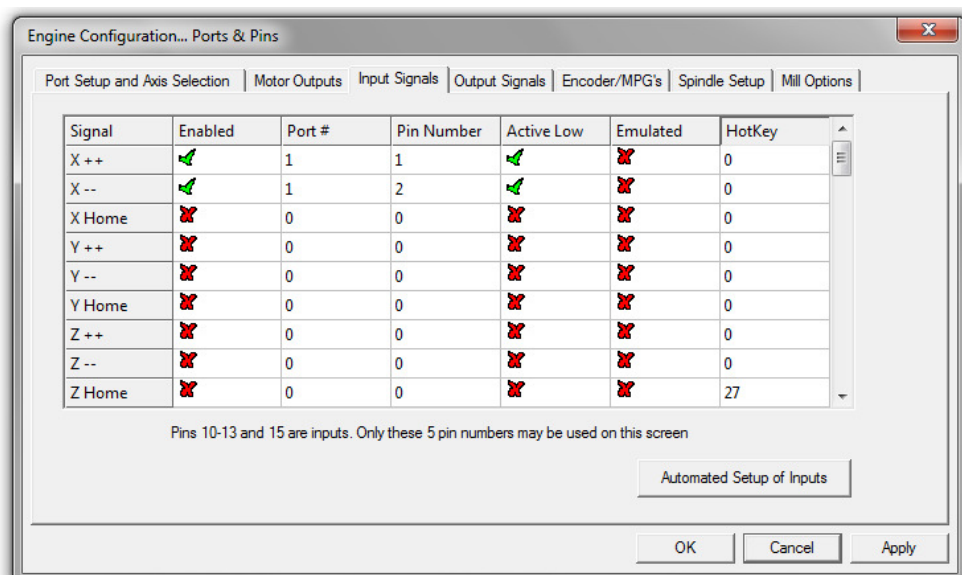 Engine Configuration... Ports & Pins
Port Setup and Axis Selection Motor Outputs Input Signals Output Signals Encoder/MPG's Spindle Setup Mill Options
Signal Enabled Port # Pin Number Active Low Emulated HotKey
X ++ 1 1 0
X -- 1 2 0
X Home 0 0 0
Y ++ 0 0 0
Y -- 0 0 0
Y Home 0 0 0
Z ++ 0 0 0
Z -- 0 0 0
Z Home 0 0 27
Pins 10-13 and 15 are inputs. Only these 5 pin numbers may be used on this screen
Automated Setup of Inputs
OK Cancel Apply